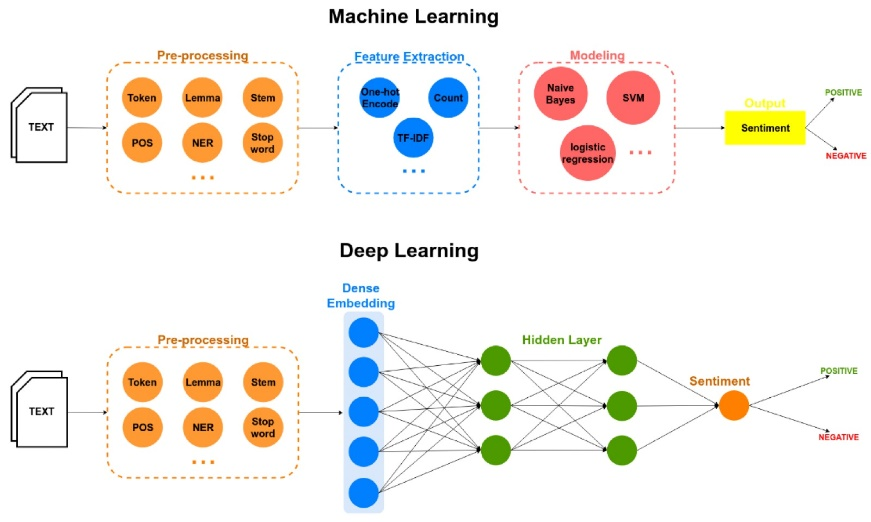 Machine Learning
Pre-processing
Feature Extraction
Modeling
Output
TEXT
Token
Lemma
Stem
POS
NER
Stop
word
...
One-hot
Encode
Count
TF-IDF
...
Naive
Bayes
SVM
logistic
regression
...
Sentiment
POSITIVE
NEGATIVE
Deep Learning
Pre-processing
Dense
Embedding
Hidden Layer
Sentiment
TEXT
Token
Lemma
Stem
POS
NER
Stop
word
...
POSITIVE
NEGATIVE